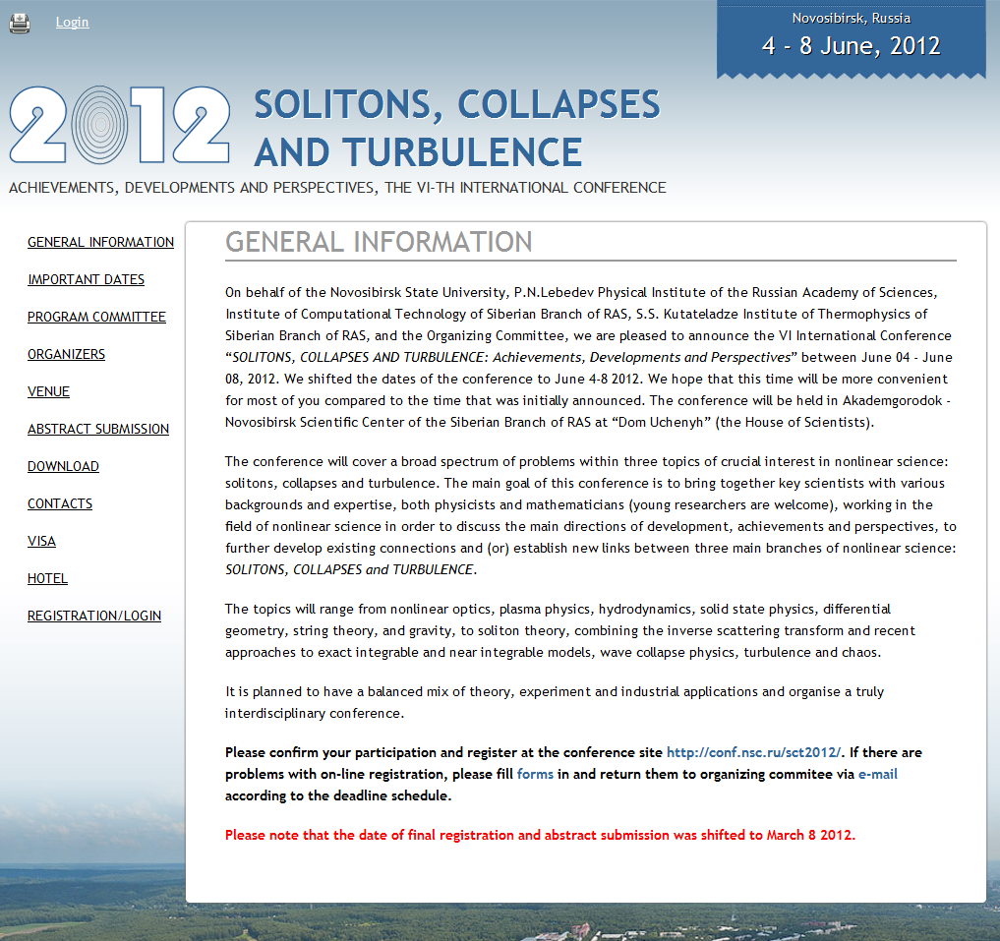 Login
Novosibirsk, Russia
4 - 8 June, 2012
2012
SOLITONS, COLLAPSES
AND TURBULENCE
ACHIEVEMENTS, DEVELOPMENTS AND PERSPECTIVES, THE VI-TH INTERNATIONAL CONFERENCE
GENERAL INFORMATION
IMPORTANT DATES
PROGRAM COMMITTEE
ORGANIZERS
VENUE
ABSTRACT SUBMISSION
DOWNLOAD
CONTACTS
VISA
HOTEL
REGISTRATION/LOGIN
GENERAL INFORMATION
On behalf of the Novosibirsk State University, P.N.Lebedev Physical Institute of the Russian Academy of Sciences,
Institute of Computational Technology of Siberian Branch of RAS, S.S. Kutateladze Institute of Thermophysics of
Siberian Branch of RAS, and the Organizing Committee, we are pleased to announce the VI International Conference
“SOLITONS, COLLAPSES AND TURBULENCE: Achievements, Developments and Perspectives” between June 04 - June
08, 2012. We shifted the dates of the conference to June 4-8 2012. We hope that this time will be more convenient
for most of you compared to the time that was initially announced. The conference will be held in Akademgorodok -
Novosibirsk Scientific Center of the Siberian Branch of RAS at “Dom Uchenyh” (the House of Scientists).
The conference will cover a broad spectrum of problems within three topics of crucial interest in nonlinear science:
solitons, collapses and turbulence. The main goal of this conference is to bring together key scientists with various
backgrounds and expertise, both physicists and mathematicians (young researchers are welcome), working in the
field of nonlinear science in order to discuss the main directions of development, achievements and perspectives, to
further develop existing connections and (or) establish new links between three main branches of nonlinear science:
SOLITONS, COLLAPSES and TURBULENCE.
The topics will range from nonlinear optics, plasma physics, hydrodynamics, solid state physics, differential
geometry, string theory, and gravity, to soliton theory, combining the inverse scattering transform and recent
approaches to exact integrable and near integrable models, wave collapse physics, turbulence and chaos.
It is planned to have a balanced mix of theory, experiment and industrial applications and organise a truly
interdisciplinary conference.
Please confirm your participation and register at the conference site http://conf.nsc.ru/sct2012/. If there are
problems with on-line registration, please fill forms in and return them to organizing commitee via e-mail
according to the deadline schedule.
Please note that the date of final registration and abstract submission was shifted to March 8 2012.